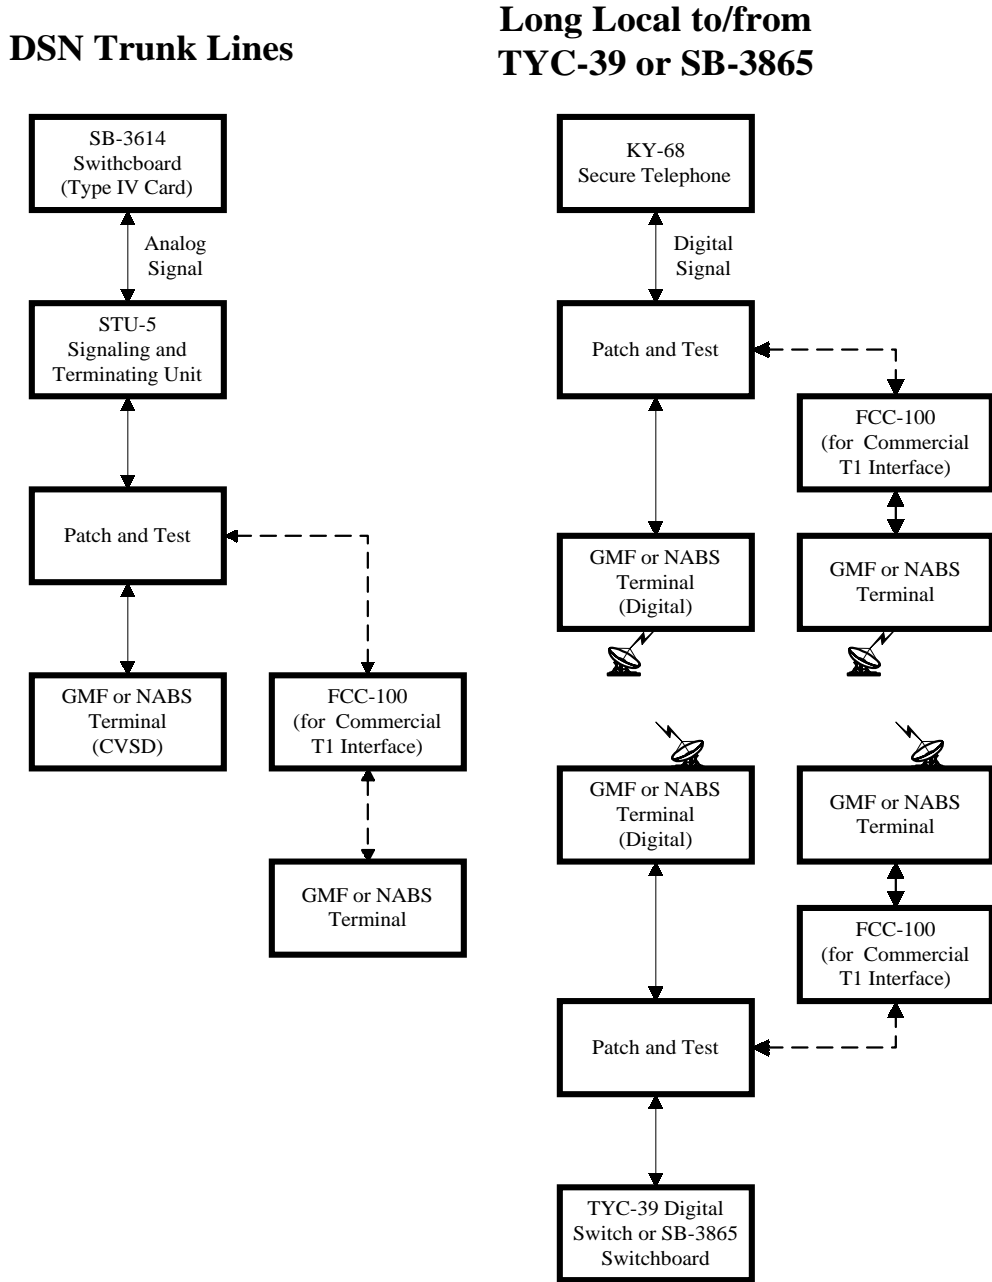 DSN Trunk Lines
SB-3614
Swithcboard
(Type IV Card)
Analog
Signal
STU-5
Signaling and
Terminating Unit
Patch and Test
GMF or NABS
Terminal
(CVSD)
FCC-100
(for Commercial
T1 Interface)
GMF or NABS
Terminal
Long Local to/from
TYC-39 or SB-3865
KY-68
Secure Telephone
Digital
Signal
Patch and Test
FCC-100
(for Commercial
T1 Interface)
GMF or NABS
Terminal
(Digital)
GMF or NABS
Terminal
GMF or NABS
Terminal
(Digital)
GMF or NABS
Terminal
FCC-100
(for Commercial
T1 Interface)
Patch and Test
TYC-39 Digital
Switch or SB-3865
Switchboard